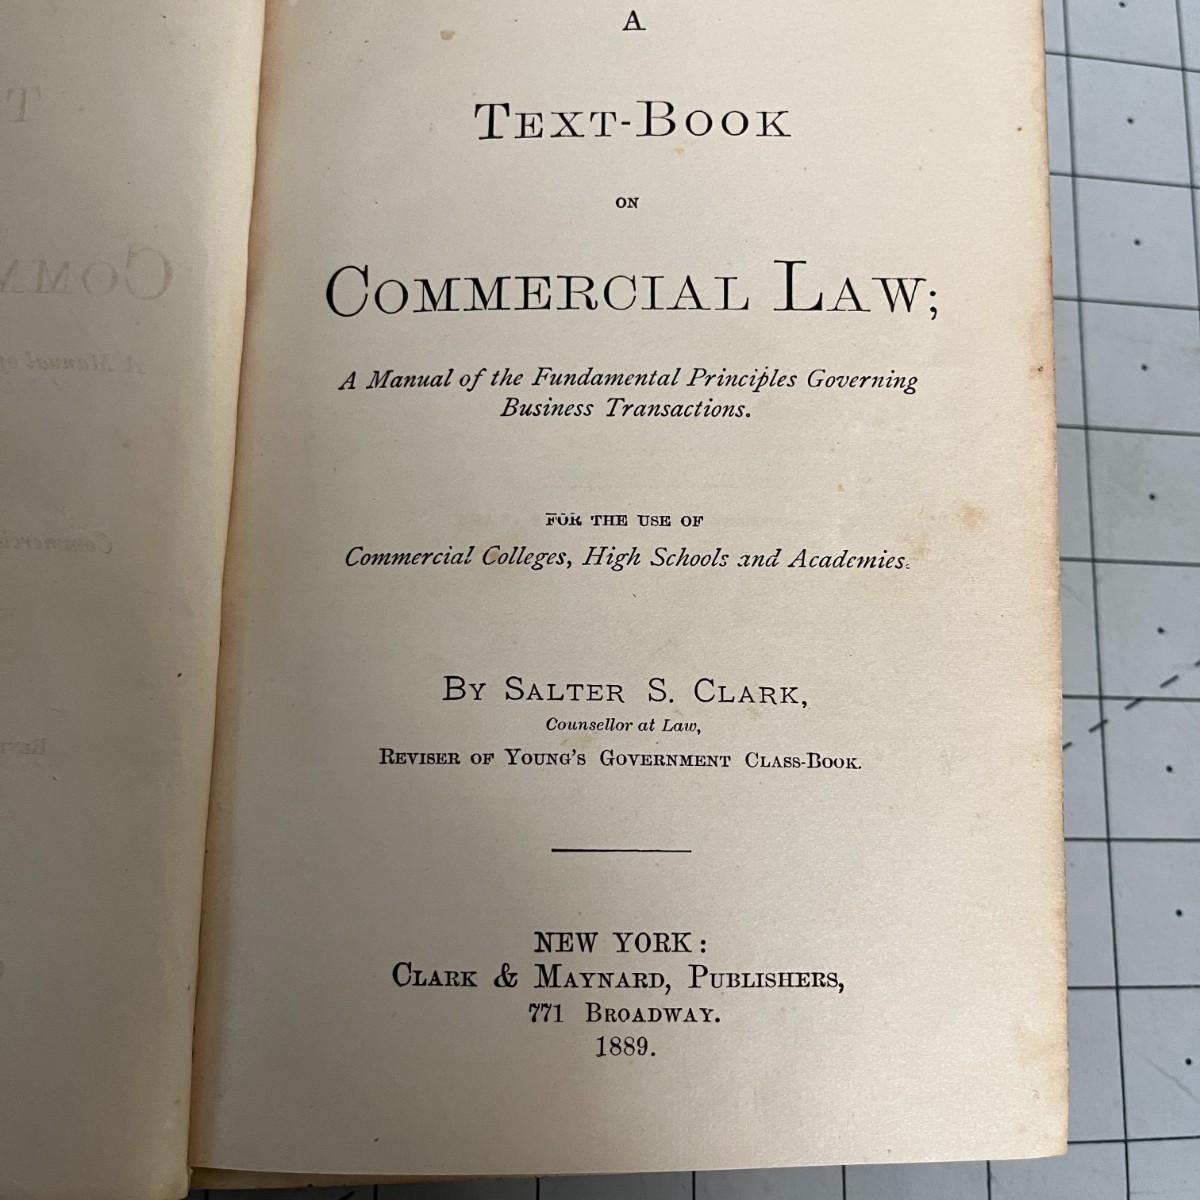 A
TEXT-BOOK
ON
COMMERCIAL LAW;
A Manual of the Fundamental Principles Governing
Business Transactions.
FOR THE USE OF
Commercial Colleges, High Schools and Academies.
BY SALTER S. CLARK,
Counsellor at Law,
REVISER OF YOUNG'S GOVERNMENT CLASS-BOOK.
NEW YORK:
CLARK & MAYNARD, PUBLISHERS,
771 BROADWAY.
1889.